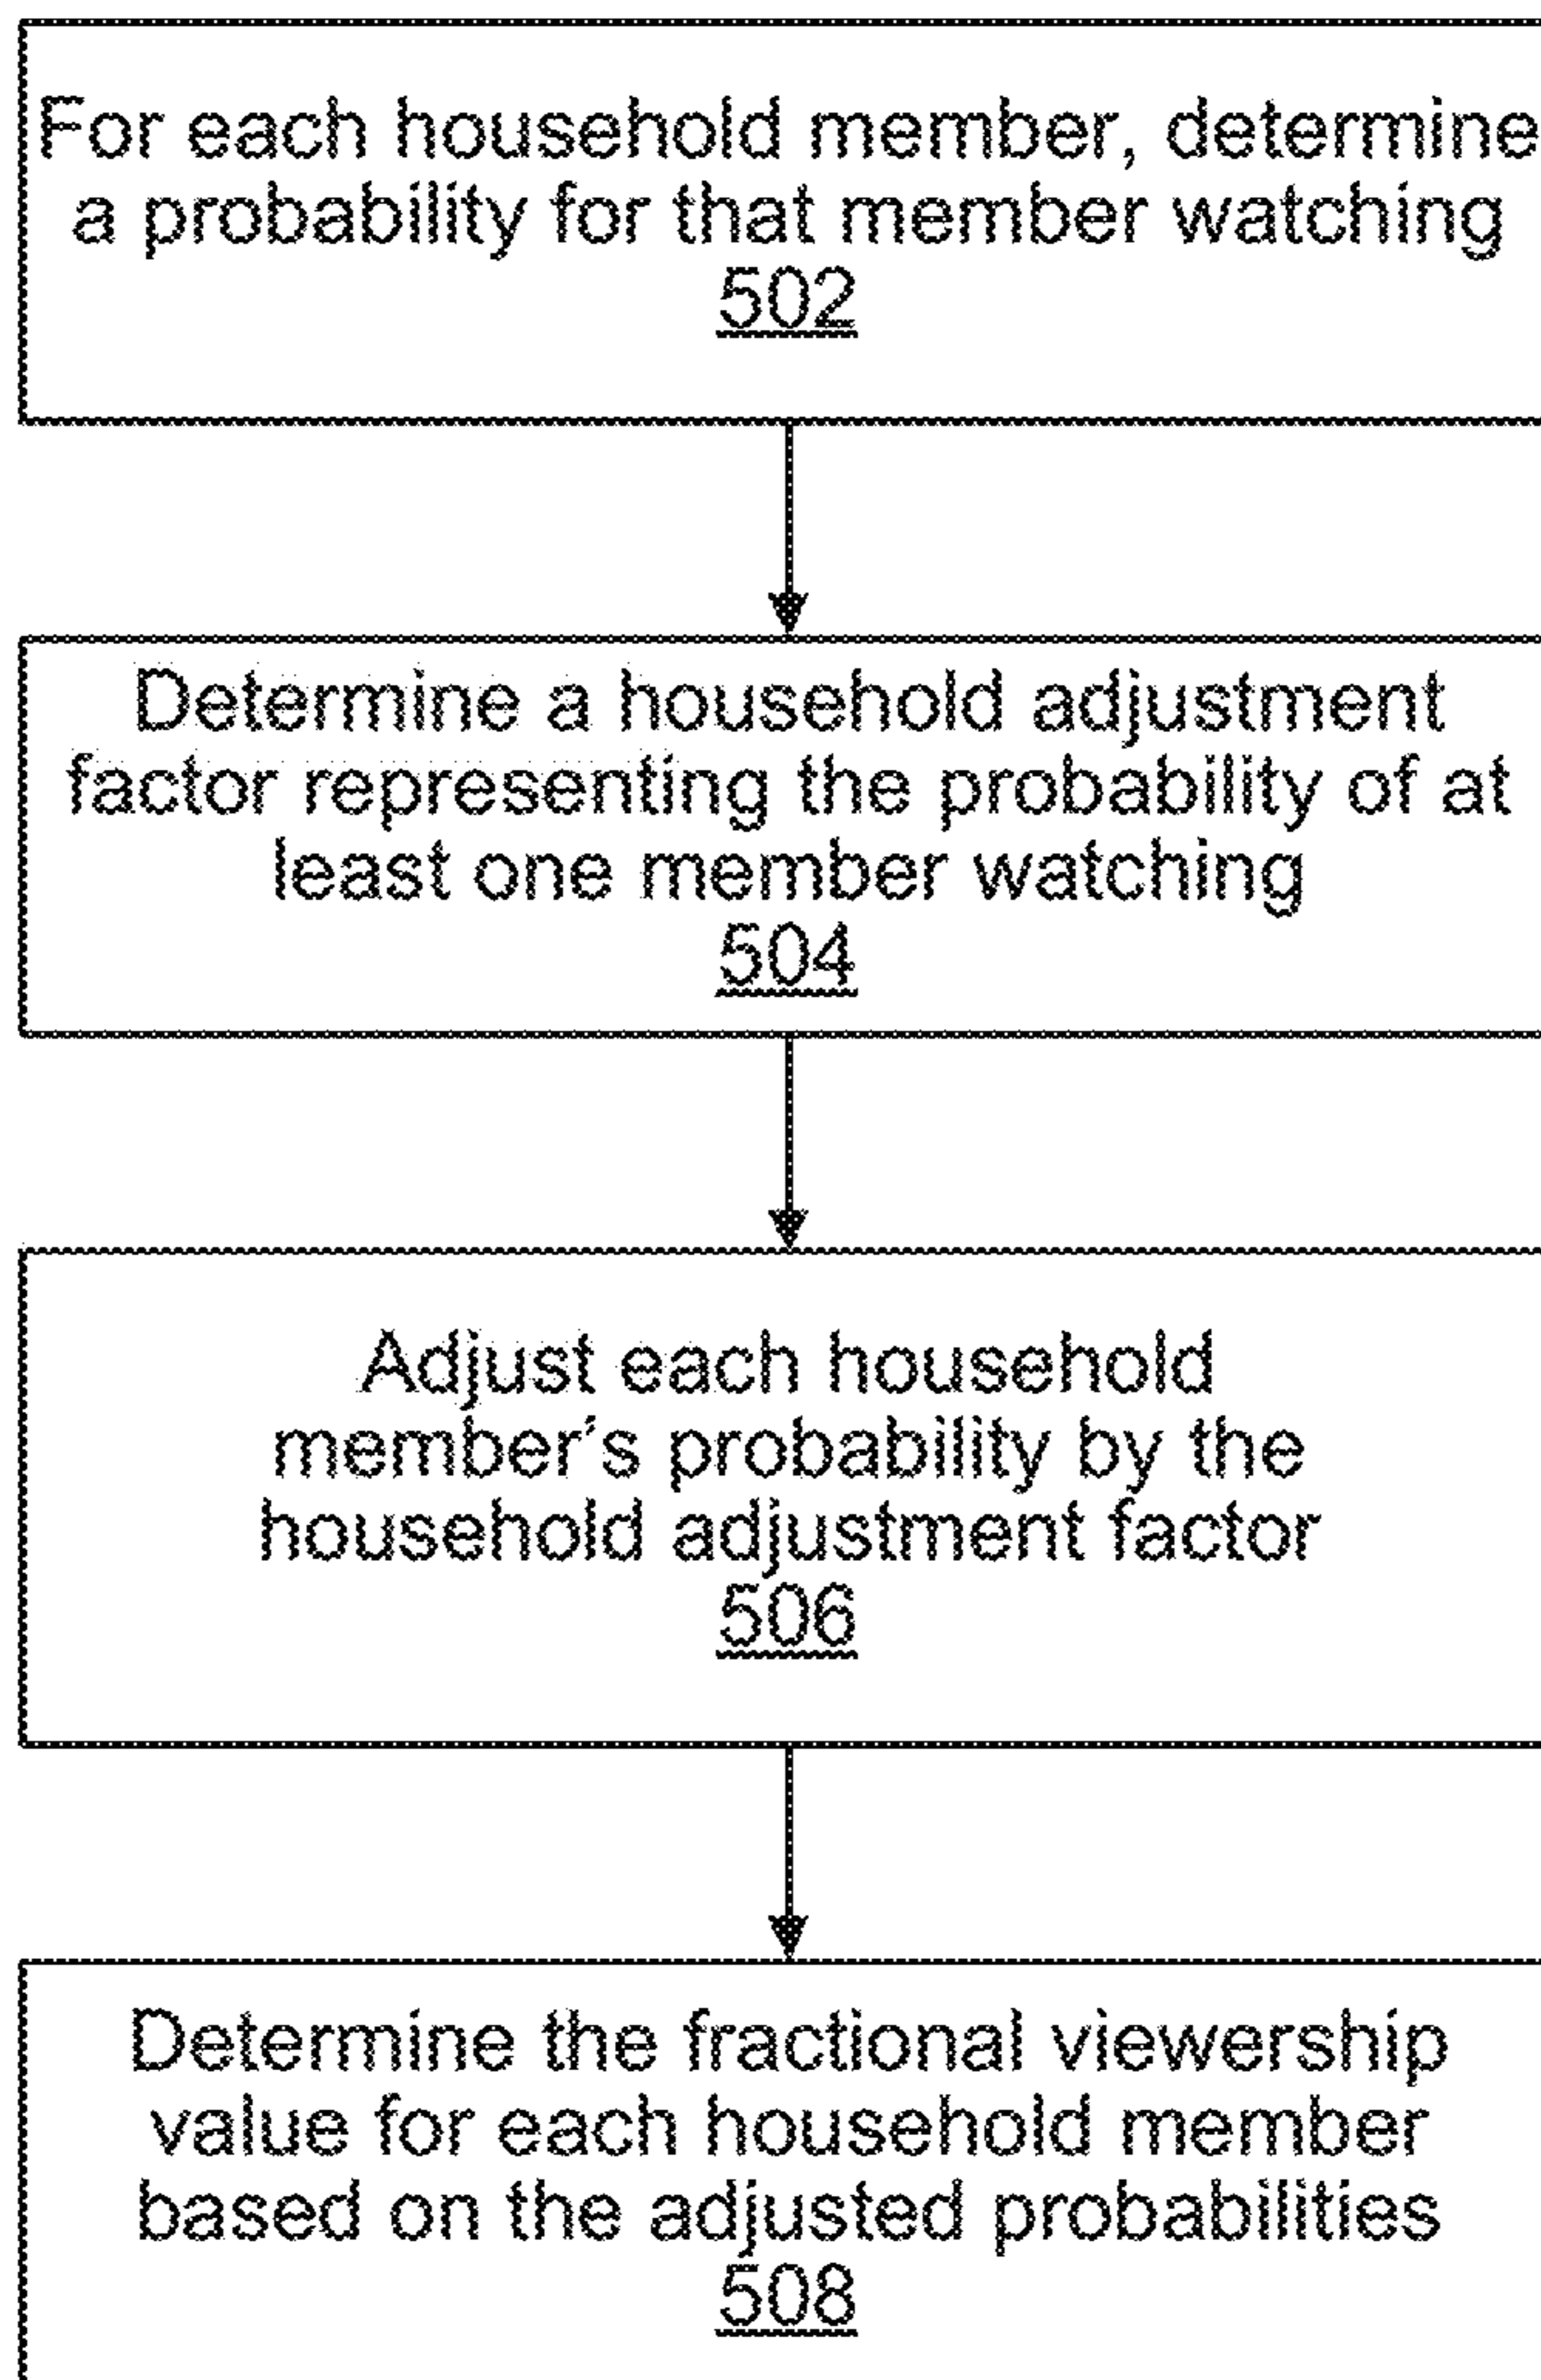 For each household member, determine
a probability for that member watching
502
Determine a household adjustment
factor representing the probability of at
least one member watching
504
Adjust each household
member's probability by the
household adjustment factor
506
Determine the fractional viewership
value for each household member
based on the adjusted probabilities
508